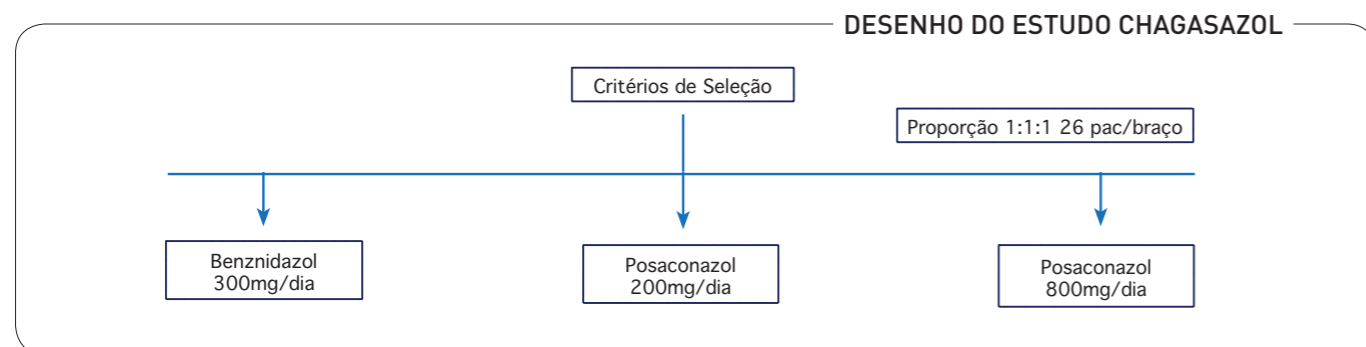 DESENHO DO ESTUDO CHAGASAZOL
Critérios de Seleção
Proporção 1:1:1 26 pac/braço
Benznidazol
300mg/dia
Posaconazol
200mg/dia
Posaconazol
800mg/dia